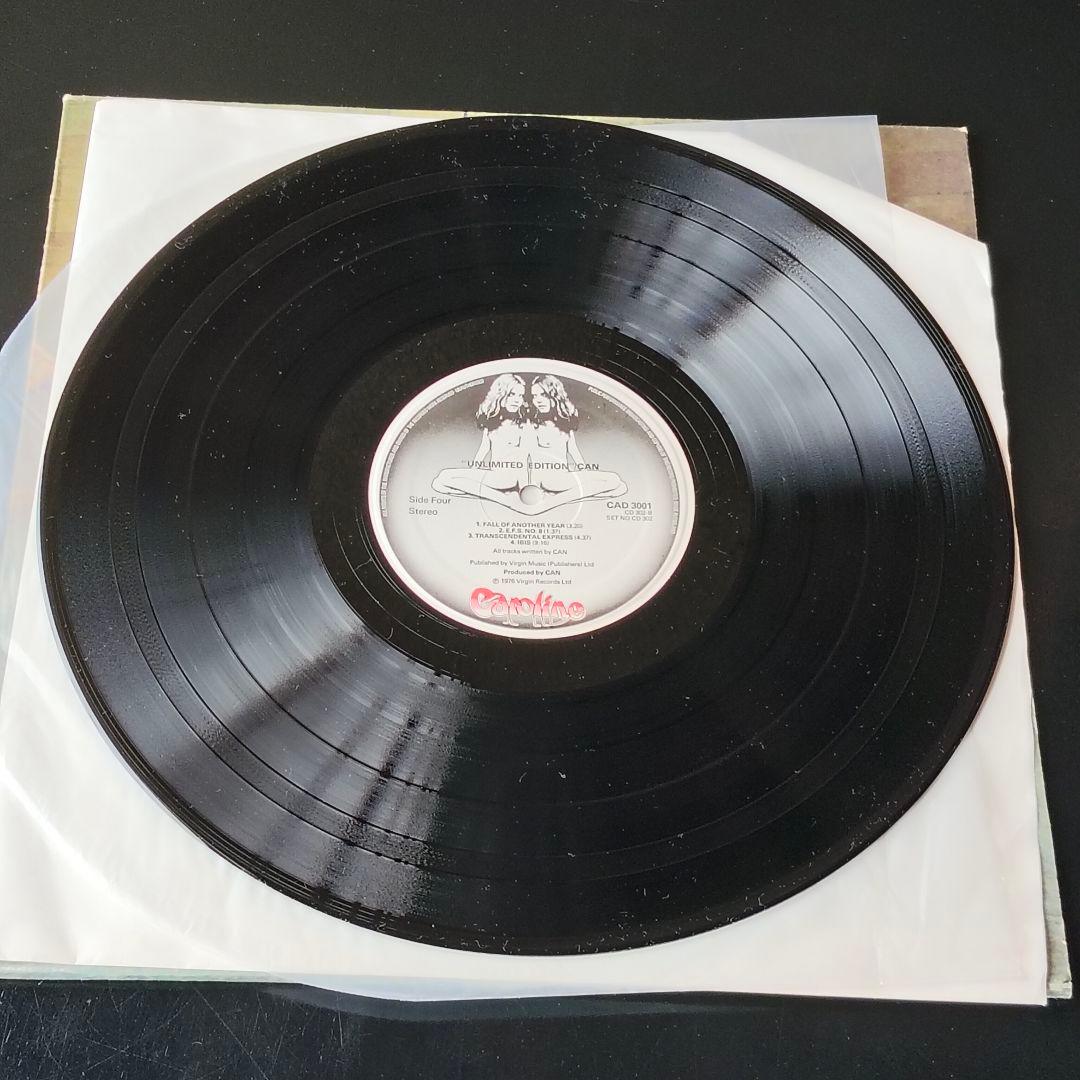 "UNLIMITED EDITION"/CAN
Side Four
Stereo
CAD 3001
CD 302-B
SET NO CD 302
1. FALL OF ANOTHER YEAR (3.20)
2. E.F.S. NO. 8 (1.37)
3. TRANSCENDENTAL EXPRESS (4.37)
4. IBIS (9.16)
All tracks written by CAN
Published by Virgin Music (Publishers) Ltd
Produced by CAN
℗ 1976 Virgin Records Ltd
Caroline